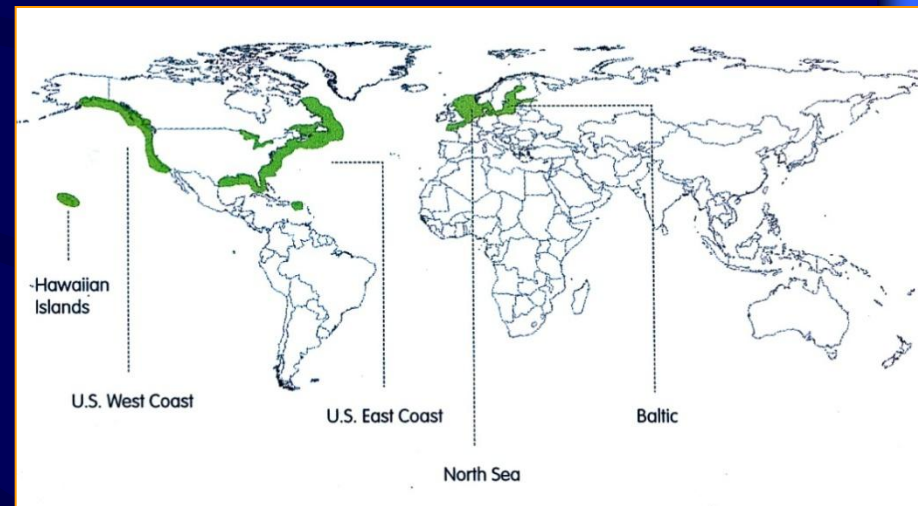 Hawaiian
Islands
U.S. West Coast
U.S. East Coast
Baltic
North Sea